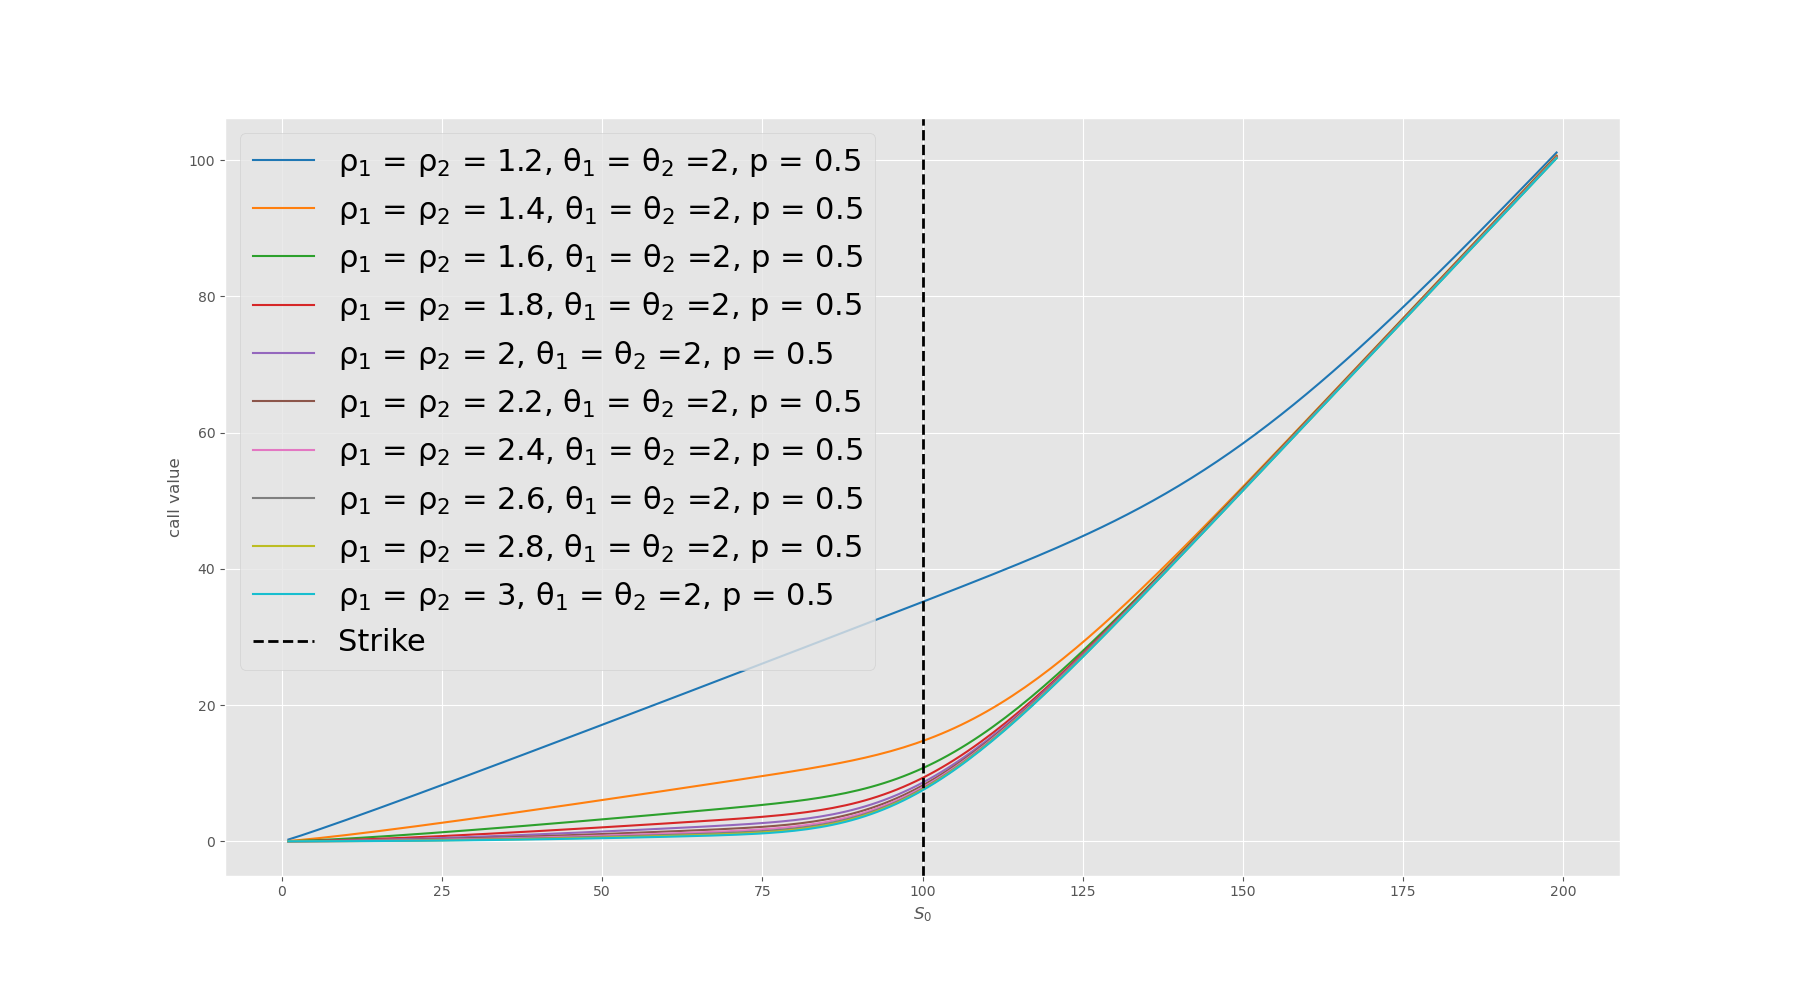 100
80
60
40
20
0
call value
ρ₁ = ρ₂ = 1.2, θ₁ = θ₂ =2, p = 0.5
ρ₁ = ρ₂ = 1.4, θ₁ = θ₂ =2, p = 0.5
ρ₁ = ρ₂ = 1.6, θ₁ = θ₂ =2, p = 0.5
ρ₁ = ρ₂ = 1.8, θ₁ = θ₂ =2, p = 0.5
ρ₁ = ρ₂ = 2, θ₁ = θ₂ =2, p = 0.5
ρ₁ = ρ₂ = 2.2, θ₁ = θ₂ =2, p = 0.5
ρ₁ = ρ₂ = 2.4, θ₁ = θ₂ =2, p = 0.5
ρ₁ = ρ₂ = 2.6, θ₁ = θ₂ =2, p = 0.5
ρ₁ = ρ₂ = 2.8, θ₁ = θ₂ =2, p = 0.5
ρ₁ = ρ₂ = 3, θ₁ = θ₂ =2, p = 0.5
Strike
0 25 50 75 100 125 150 175 200
S₀